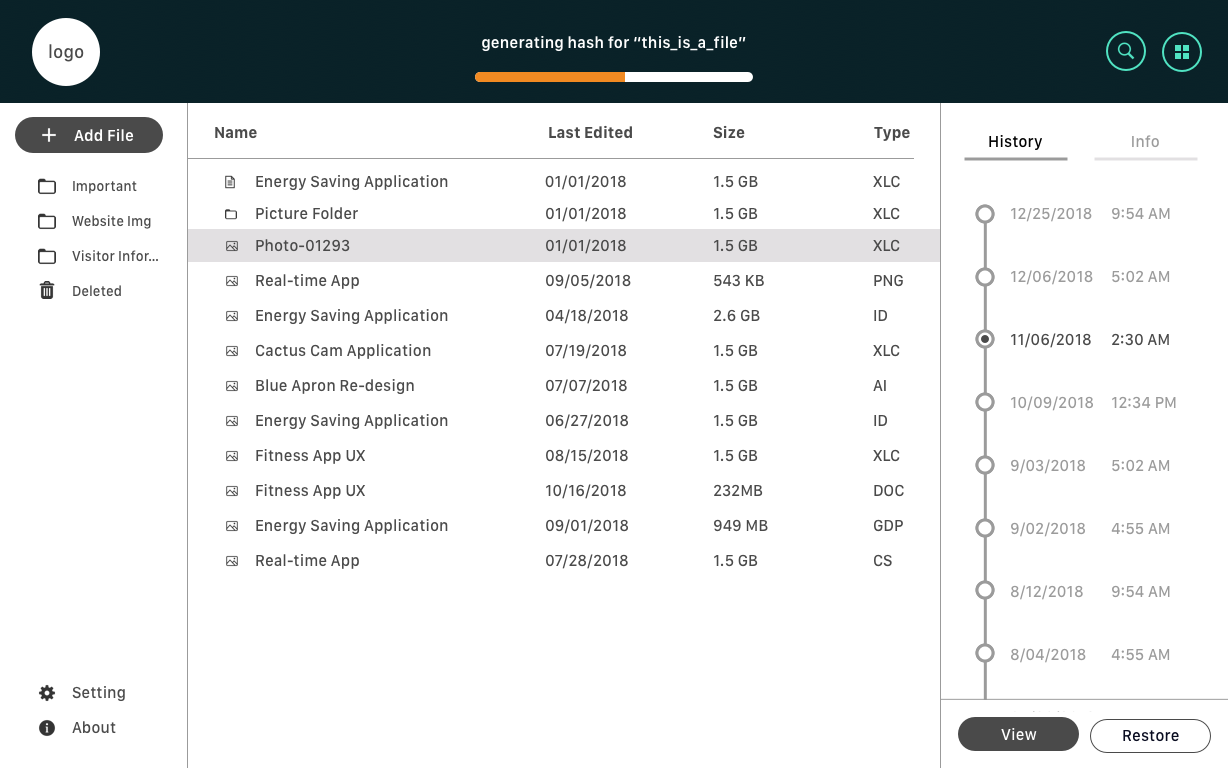 logo
generating hash for “this_is_a_file”
Add File
Important
Website Img
Visitor Infor...
Deleted
Setting
About
Name Last Edited Size Type
Energy Saving Application 01/01/2018 1.5 GB XLC
Picture Folder 01/01/2018 1.5 GB XLC
Photo-01293 01/01/2018 1.5 GB XLC
Real-time App 09/05/2018 543 KB PNG
Energy Saving Application 04/18/2018 2.6 GB ID
Cactus Cam Application 07/19/2018 1.5 GB XLC
Blue Apron Re-design 07/07/2018 1.5 GB AI
Energy Saving Application 06/27/2018 1.5 GB ID
Fitness App UX 08/15/2018 1.5 GB XLC
Fitness App UX 10/16/2018 232MB DOC
Energy Saving Application 09/01/2018 949 MB GDP
Real-time App 07/28/2018 1.5 GB CS
History Info
12/25/2018 9:54 AM
12/06/2018 5:02 AM
11/06/2018 2:30 AM
10/09/2018 12:34 PM
9/03/2018 5:02 AM
9/02/2018 4:55 AM
8/12/2018 9:54 AM
8/04/2018 4:55 AM
View Restore